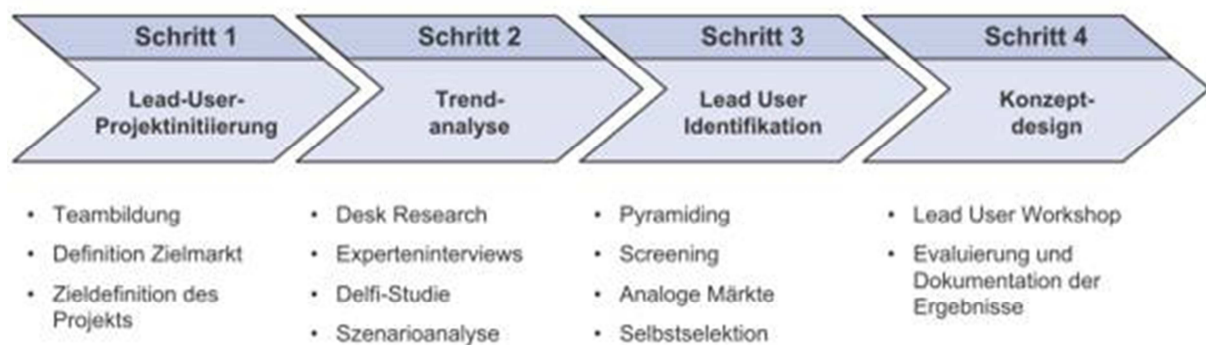 Schritt 1
Lead-User-
Projektinitiierung
• Teambildung
• Definition Zielmarkt
• Zieldefinition des
Projekts
Schritt 2
Trend-
analyse
• Desk Research
• Experteninterviews
• Delfi-Studie
• Szenarioanalyse
Schritt 3
Lead User
Identifikation
• Pyramiding
• Screening
• Analoge Märkte
• Selbstselektion
Schritt 4
Konzept-
design
• Lead User Workshop
• Evaluierung und
Dokumentation der
Ergebnisse